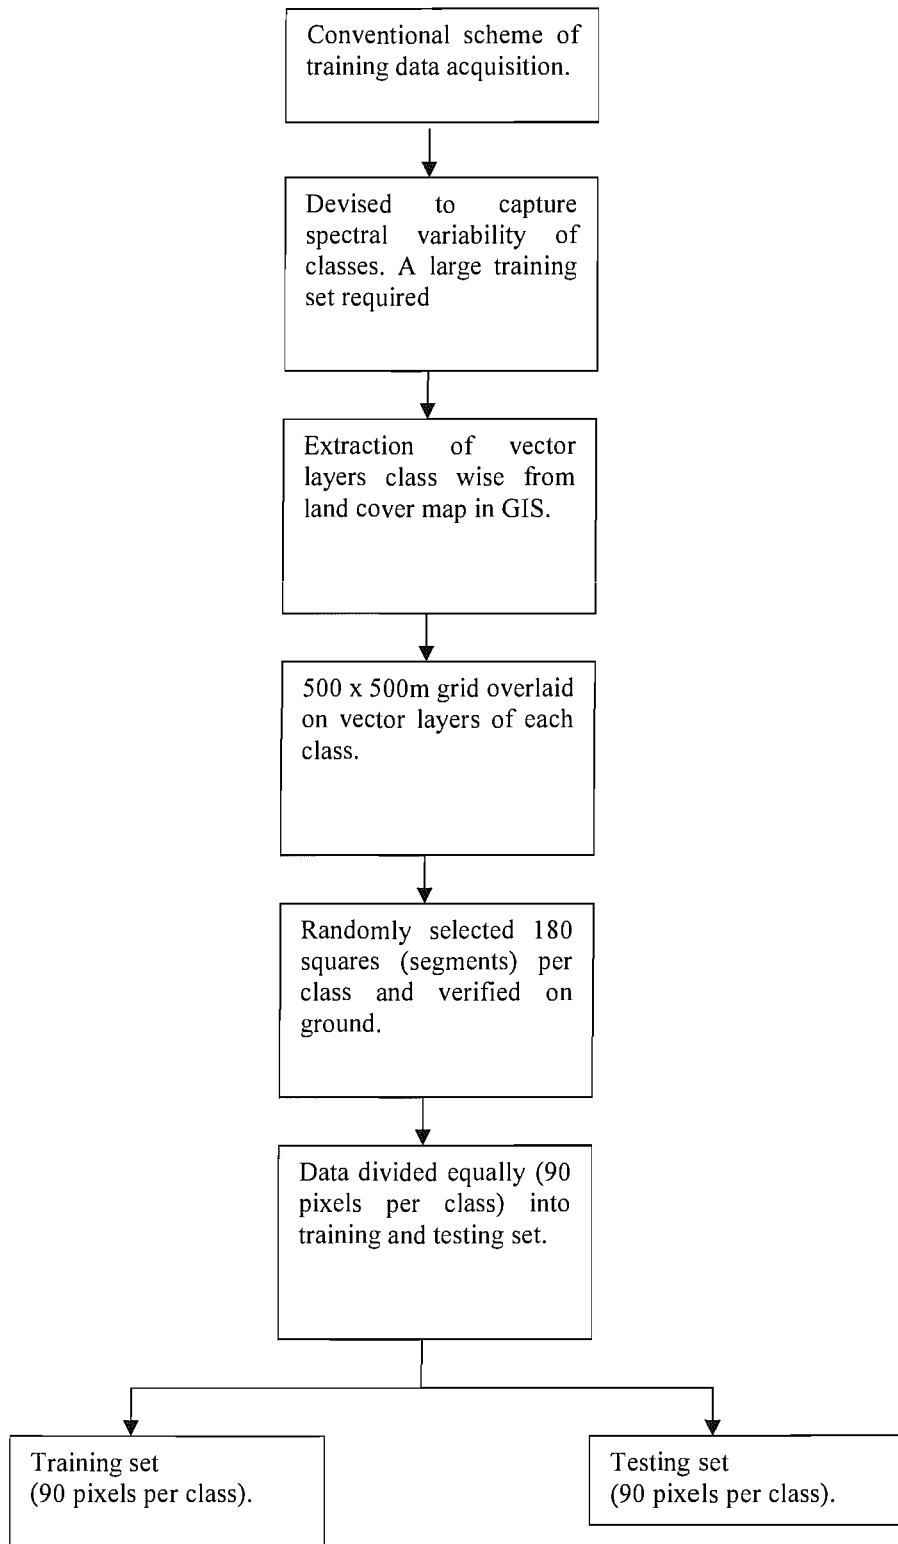 Conventional scheme of
training data acquisition.
Devised to capture
spectral variability of
classes. A large training
set required
Extraction of vector
layers class wise from
land cover map in GIS.
500 x 500m grid overlaid
on vector layers of each
class.
Randomly selected 180
squares (segments) per
class and verified on
ground.
Data divided equally (90
pixels per class) into
training and testing set.
Training set
(90 pixels per class).
Testing set
(90 pixels per class).